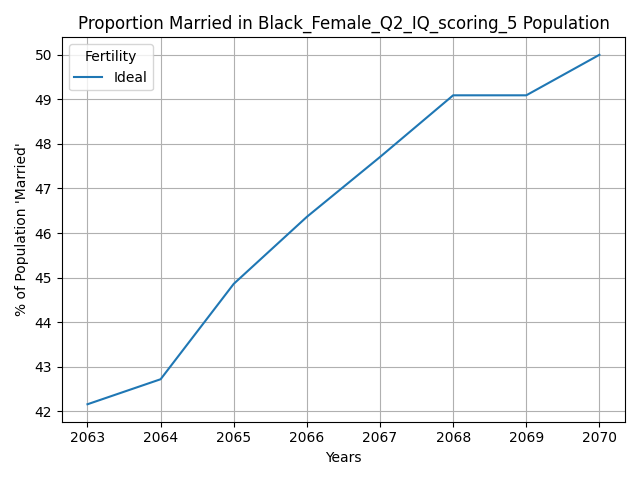 Proportion Married in Black_Female_Q2_IQ_scoring_5 Population
Fertility
Ideal
% of Population 'Married'
50
49
48
47
46
45
44
43
42
2063 2064 2065 2066 2067 2068 2069 2070
Years